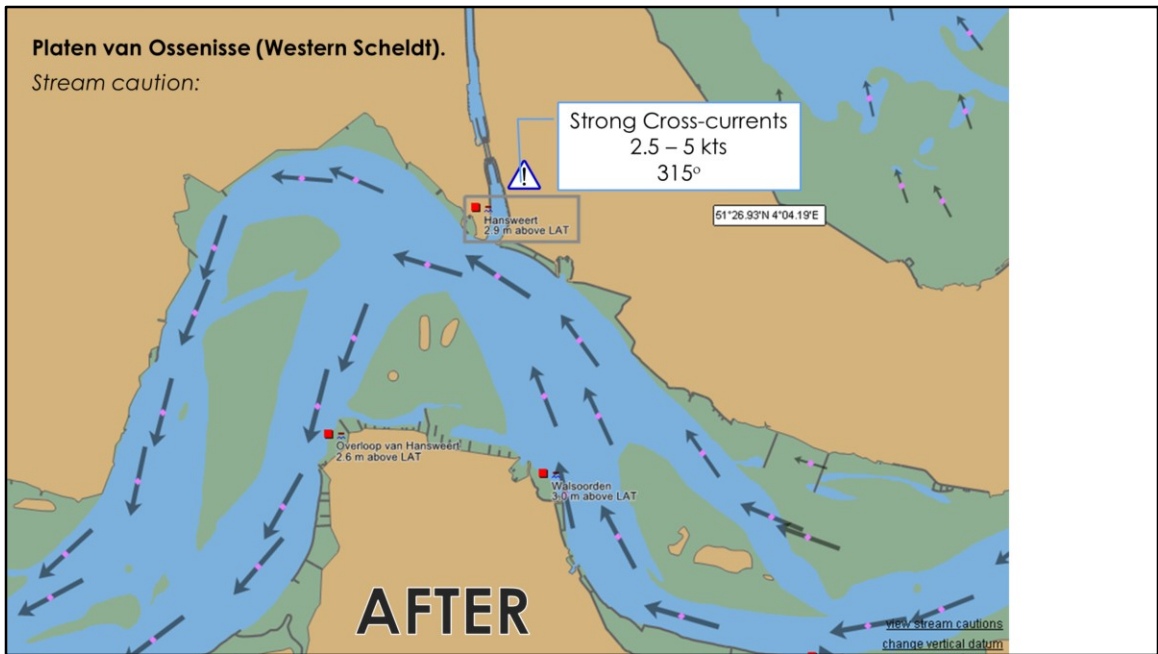 Platen van Ossenisse (Western Scheldt).
Stream caution:
Strong Cross-currents
2.5 – 5 kts
315°
!
Hansweert
2.9 m above LAT
51°26.93'N 4°04.19'E
Overloop van Hansweert
2.6 m above LAT
Walsoorden
3.0 m above LAT
AFTER
view stream cautions
change vertical datum